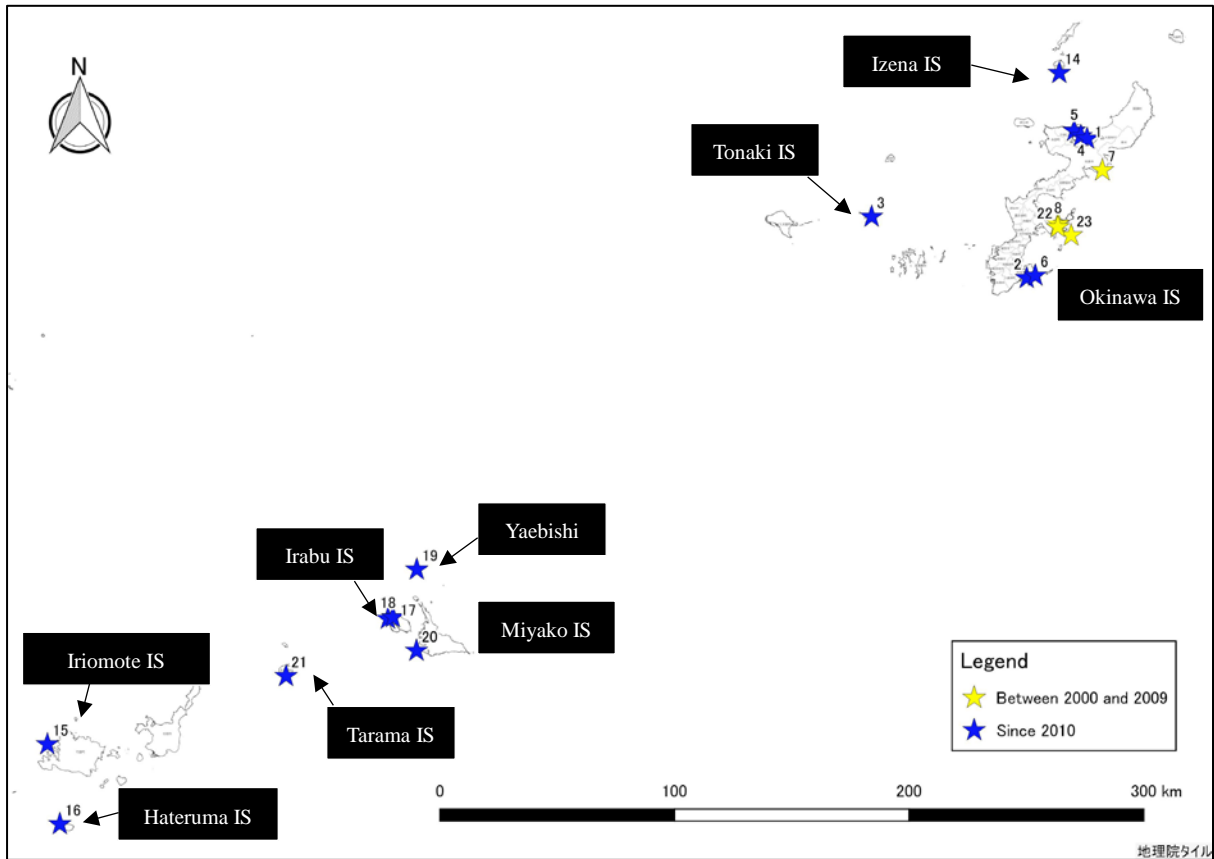 N
Izena IS
14
5
1
4
Tonaki IS
7
3
8
22
23
2
6
Okinawa IS
Yaebishi
Irabu IS
19
18
17
Miyako IS
20
Iriomote IS
21
Legend
Between 2000 and 2009
Since 2010
Tarama IS
15
100
200
0
300 km
16
Hateruma IS
地理院タイル